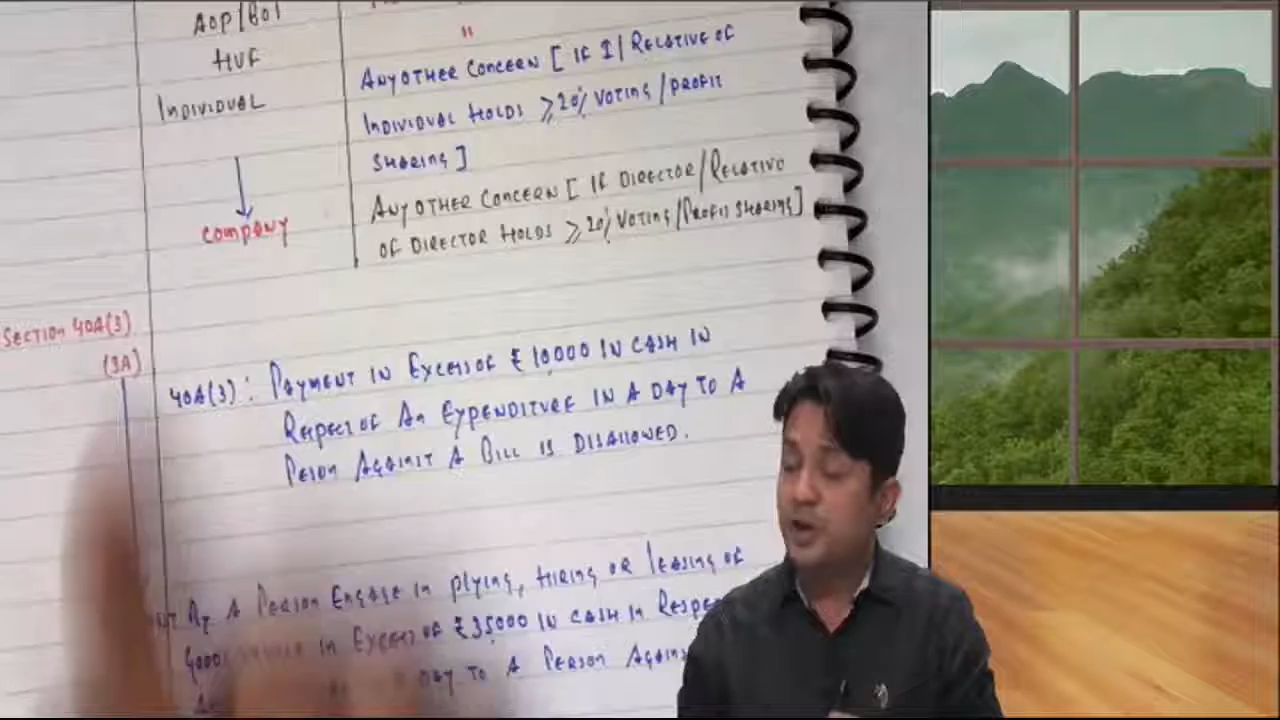 AOP/BOI
HUF
"
INDIVIDUAL
ANY OTHER CONCERN [ IF I/RELATIVE OF
INDIVIDUAL HOLDS ≥20% VOTING/PROFIT
SHARING ]
COMPANY
ANY OTHER CONCERN [ IF DIRECTOR/RELATIVE
OF DIRECTOR HOLDS ≥20% VOTING/PROFIT SHARING]
SECTION 40A(3)
(3A)
40A(3): PAYMENT IN EXCESS OF ₹10000 IN CASH IN
RESPECT OF AN EXPENDITURE IN A DAY TO A
PESON AGAINST A BILL IS DISALLOWED.
A PERSON ENGAGE IN PLYING, HIRING OR LEASING OF
GOODS IN EXCESS OF ₹35000 IN CASH IN
DAY TO A PERSON